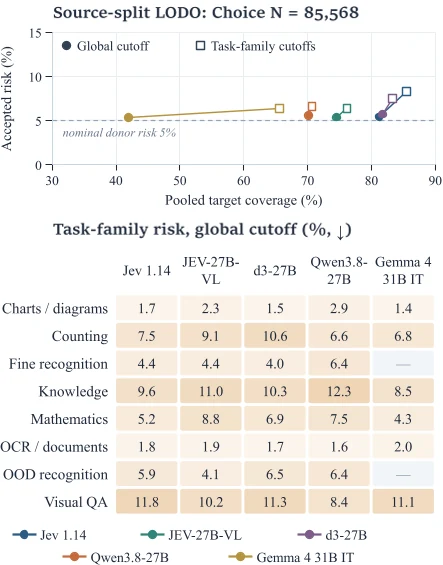 Source-split LODO: Choice N = 85,568
Global cutoff
Task-family cutoffs
Accepted risk (%)
15
10
5
0
nominal donor risk 5%
30 40 50 60 70 80 90
Pooled target coverage (%)
Task-family risk, global cutoff (%, ↓)
Jev 1.14 JEV-27B-VL d3-27B Qwen3.8-27B Gemma 4 31B IT
Charts / diagrams 1.7 2.3 1.5 2.9 1.4
Counting 7.5 9.1 10.6 6.6 6.8
Fine recognition 4.4 4.4 4.0 6.4 —
Knowledge 9.6 11.0 10.3 12.3 8.5
Mathematics 5.2 8.8 6.9 7.5 4.3
OCR / documents 1.8 1.9 1.7 1.6 2.0
OOD recognition 5.9 4.1 6.5 6.4 —
Visual QA 11.8 10.2 11.3 8.4 11.1
Jev 1.14 JEV-27B-VL d3-27B
Qwen3.8-27B Gemma 4 31B IT